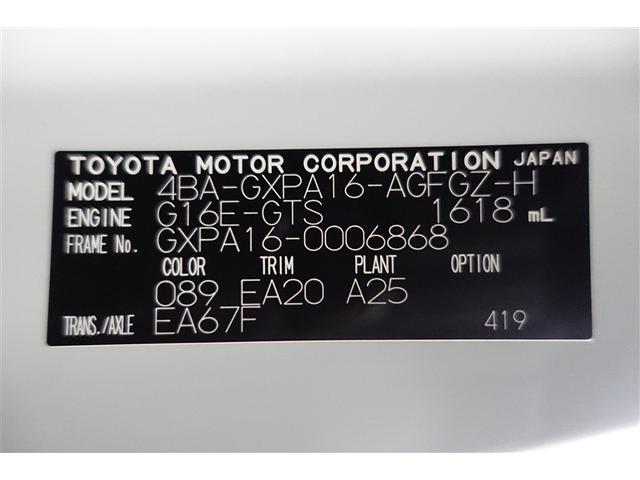 TOYOTA MOTOR CORPORATION JAPAN
MODEL 4BA-GXPA16-AGFGZ-H
ENGINE G16E-GTS 1618 mL
FRAME No. GXPA16-0006868
COLOR TRIM PLANT OPTION
089 EA20 A25
TRANS./AXLE EA67F 419